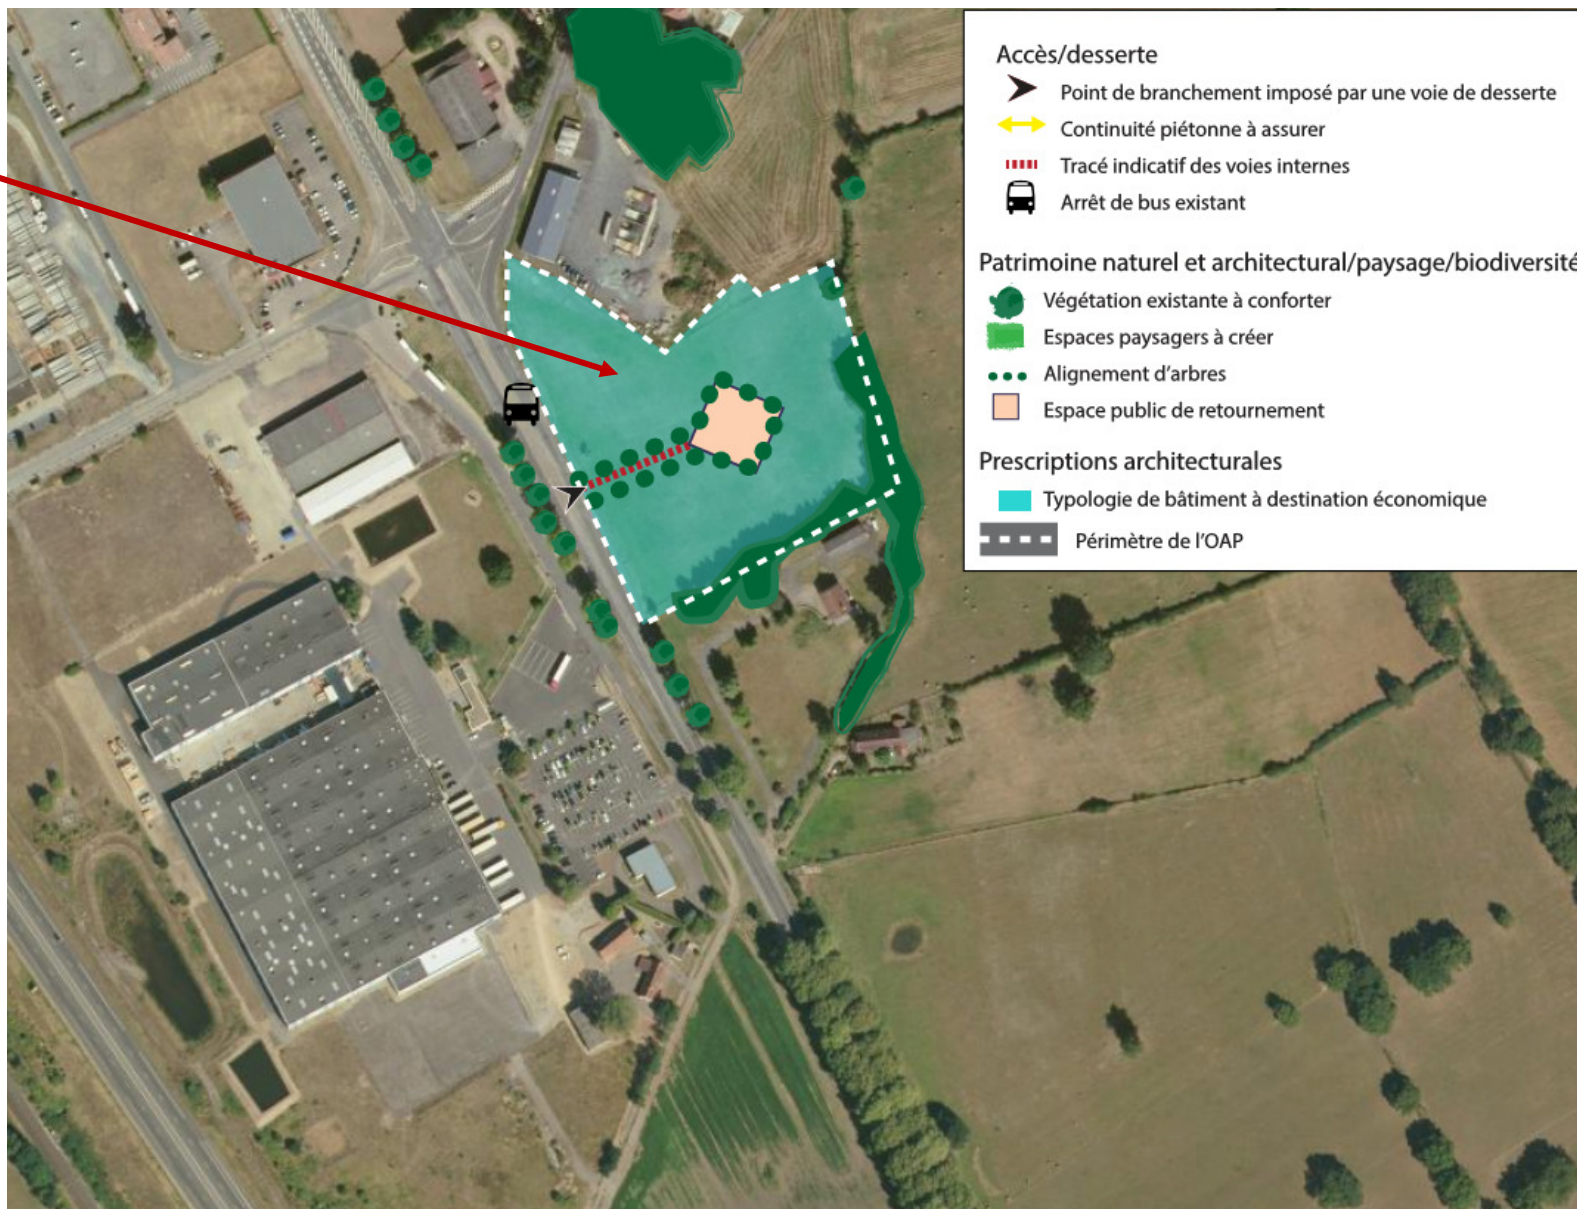 Accès/desserte
Point de branchement imposé par une voie de desserte
Continuité piétonne à assurer
Tracé indicatif des voies internes
Arrêt de bus existant
Patrimoine naturel et architectural/paysage/biodiversité
Végétation existante à conforter
Espaces paysagers à créer
Alignement d'arbres
Espace public de retournement
Prescriptions architecturales
Typologie de bâtiment à destination économique
Périmètre de l'OAP